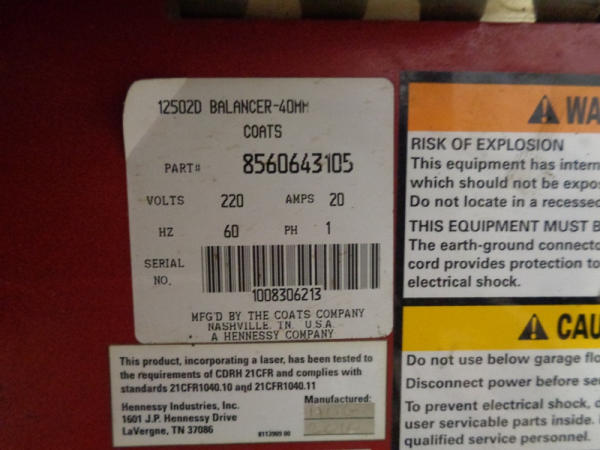 12502D BALANCER-40MM
COATS
PART# 8560643105
VOLTS 220 AMPS 20
HZ 60 PH 1
SERIAL
NO.
1008306213
MFG'D BY THE COATS COMPANY
NASHVILLE TN U.S.A
A HENNESSY COMPANY
This product, incorporating a laser, has been tested to
the requirements of CDRH 21CFR and complies with
standards 21CFR1040.10 and 21CFR1040.11
Hennessy Industries, Inc.
1601 J.P. Hennessy Drive
LaVergne, TN 37086
Manufactured:
WA
RISK OF EXPLOSION
This equipment has intern
which should not be expos
Do not locate in a recessed
THIS EQUIPMENT MUST B
The earth-ground connecto
cord provides protection to
electrical shock.
CAU
Do not use below garage flo
Disconnect power before se
To prevent electrical shock, d
user servicable parts inside.
qualified service personnel.